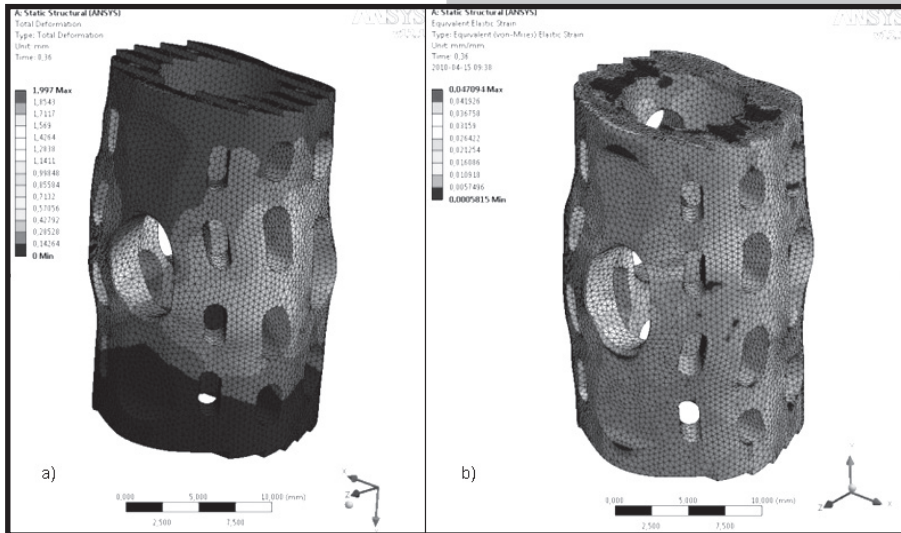 A: Static Structural (ANSYS)
Total Deformation
Type: Total Deformation
Unit: mm
Time: 0,36
1,997 Max
1,8543
1,7117
1,569
1,4264
1,2838
1,1411
0,99848
0,85584
0,7132
0,57056
0,42792
0,28528
0,14264
0 Min
ANSYS
a)
X
Z
0,000
5,000
10,000 (mm)
2,500
7,500
A: Static Structural (ANSYS)
Equivalent Elastic Strain
Type: Equivalent (von-Mises) Elastic Strain
Unit: mm/mm
Time: 0,36
2010-04-15 09:30
0,047094 Max
0,041926
0,036758
0,03159
0,026422
0,021254
0,016086
0,010918
0,0057496
0,0005815 Min
ANSYS
b)
Y
Z
X
0,000
5,000
10,000 (mm)
2,500
7,500